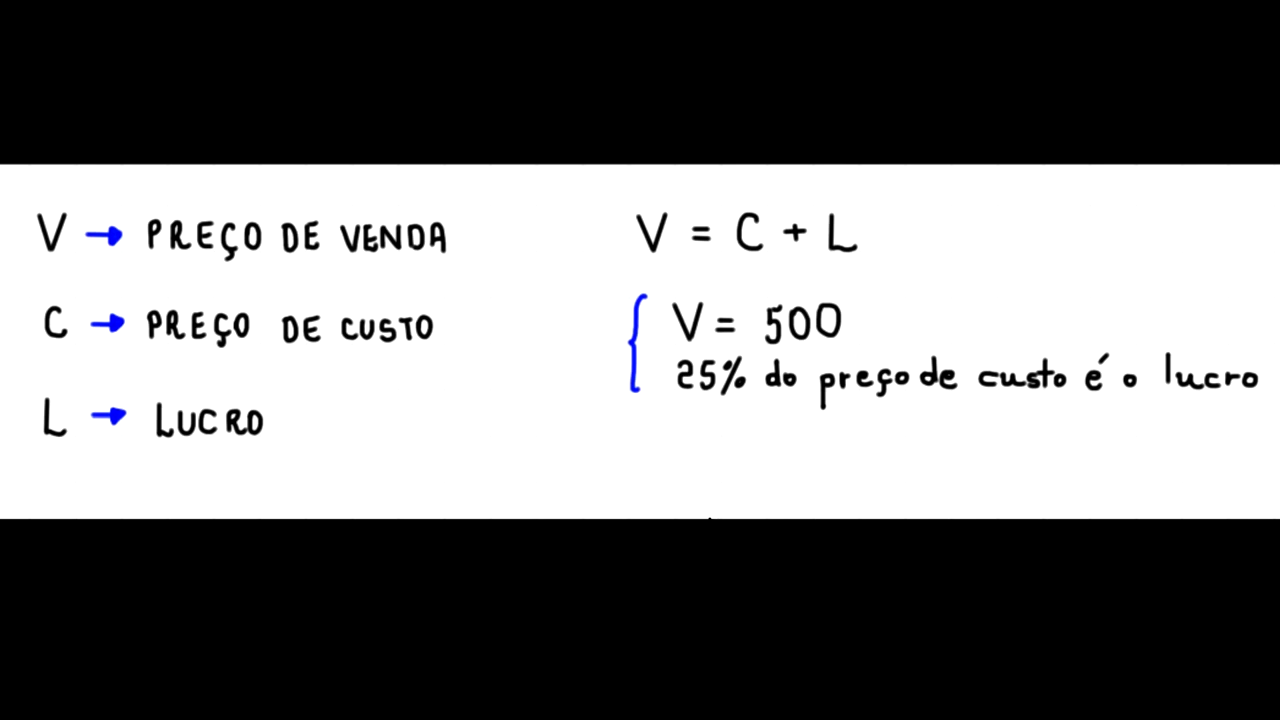 V → PREÇO DE VENDA
C → PREÇO DE CUSTO
L → LUCRO
V = C + L
V = 500
25% do preço de custo é o lucro